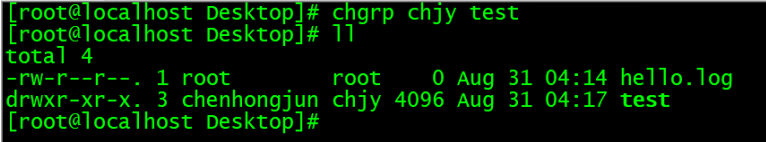 [root@localhost Desktop]# chgrp chjy test
[root@localhost Desktop]# ll
total 4
-rw-r--r--. 1 root        root    0 Aug 31 04:14 hello.log
drwxr-xr-x. 3 chenhongjun chjy 4096 Aug 31 04:17 test
[root@localhost Desktop]#